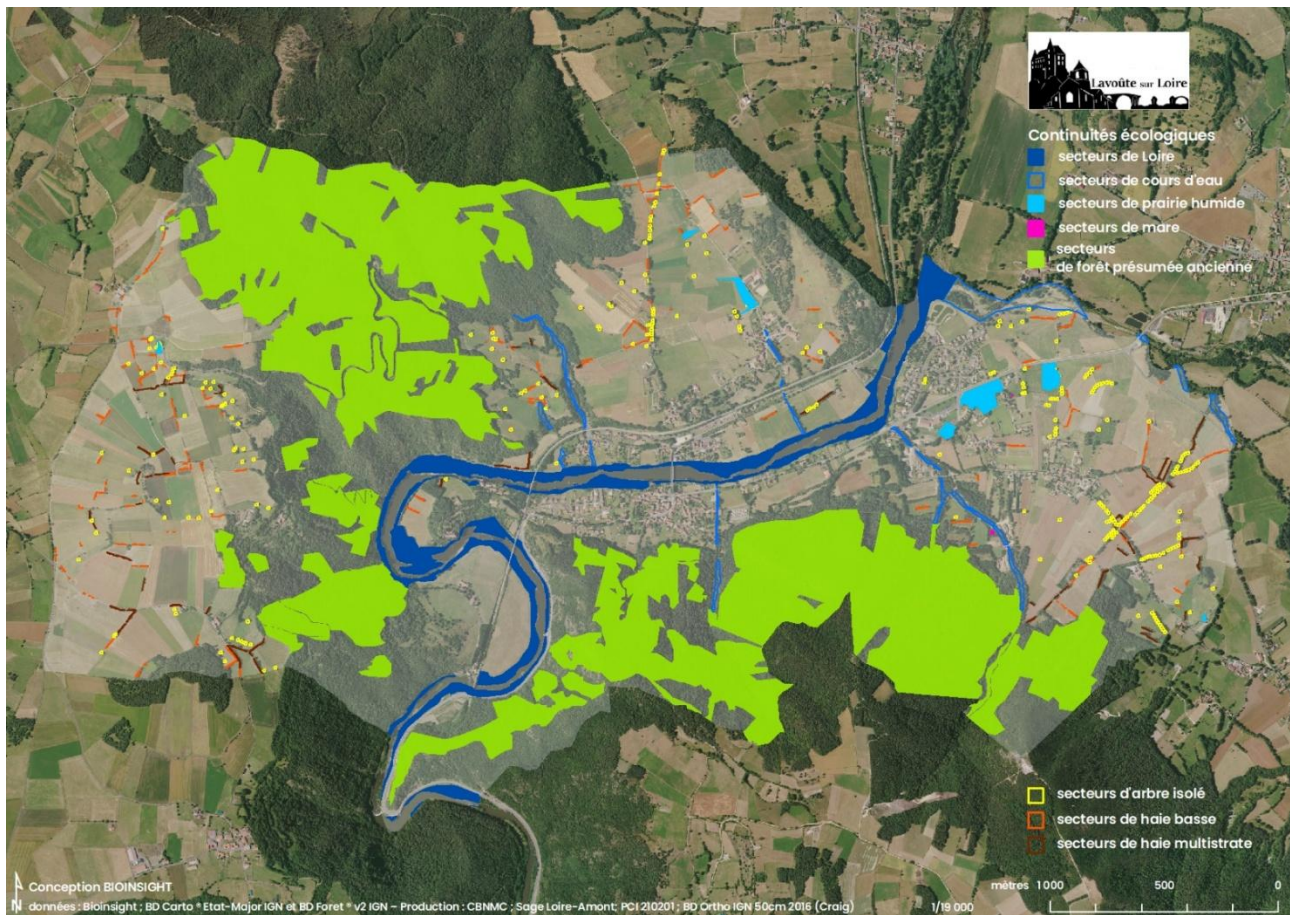 Lavoûte sur Loire
Continuités écologiques
secteurs de Loire
secteurs de cours d'eau
secteurs de prairie humide
secteurs de mare
secteurs
de forêt présumée ancienne
secteurs d'arbre isolé
secteurs de haie basse
secteurs de haie multistrate
mètres 1 000 500 0
Conception BIOINSIGHT
N données : Bioinsight ; BD Carto ® Etat-Major IGN et BD Foret ® v2 IGN - Production : CBNMC ; Sage Loire-Amont; PCI 210201 ; BD Ortho IGN 50cm 2016 (Craig) 1/19 000